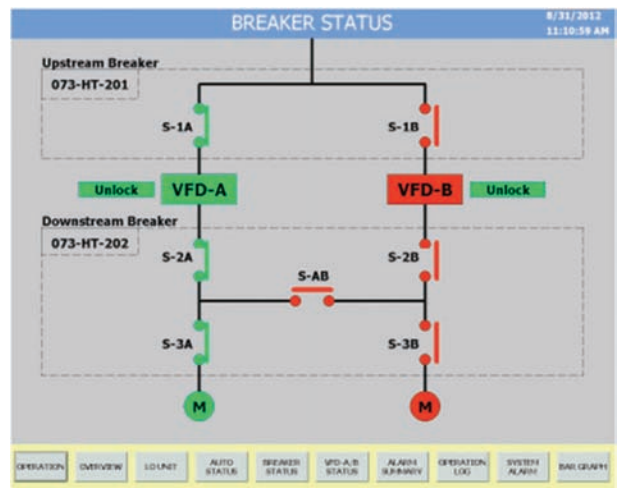 BREAKER STATUS
8/31/2012
11:10:59 AM
Upstream Breaker
073-HT-201
S-1A
S-1B
Unlock
VFD-A
VFD-B
Unlock
Downstream Breaker
073-HT-202
S-2A
S-2B
S-AB
S-3A
S-3B
M
M
OPERATION
OVERVIEW
LO UNIT
AUTO
STATUS
BREAKER
STATUS
VFD-A/B
STATUS
ALARM
SUMMARY
OPERATION
LOG
SYSTEM
ALARM
BAR GRAPH